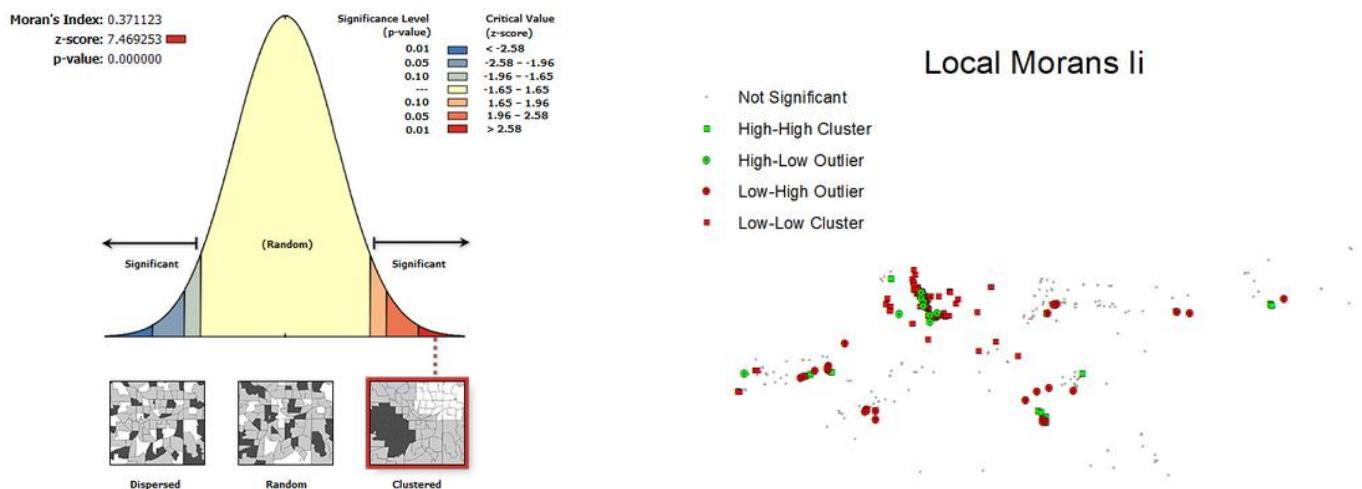 Moran's Index: 0.371123
z-score: 7.469253
p-value: 0.000000
Significance Level
(p-value)
Critical Value
(z-score)
0.01 < -2.58
0.05 -2.58 – -1.96
0.10 -1.96 – -1.65
--- -1.65 – 1.65
0.10 1.65 – 1.96
0.05 1.96 – 2.58
0.01 > 2.58
Significant
(Random)
Significant
Dispersed
Random
Clustered
Local Morans Ii
Not Significant
High-High Cluster
High-Low Outlier
Low-High Outlier
Low-Low Cluster